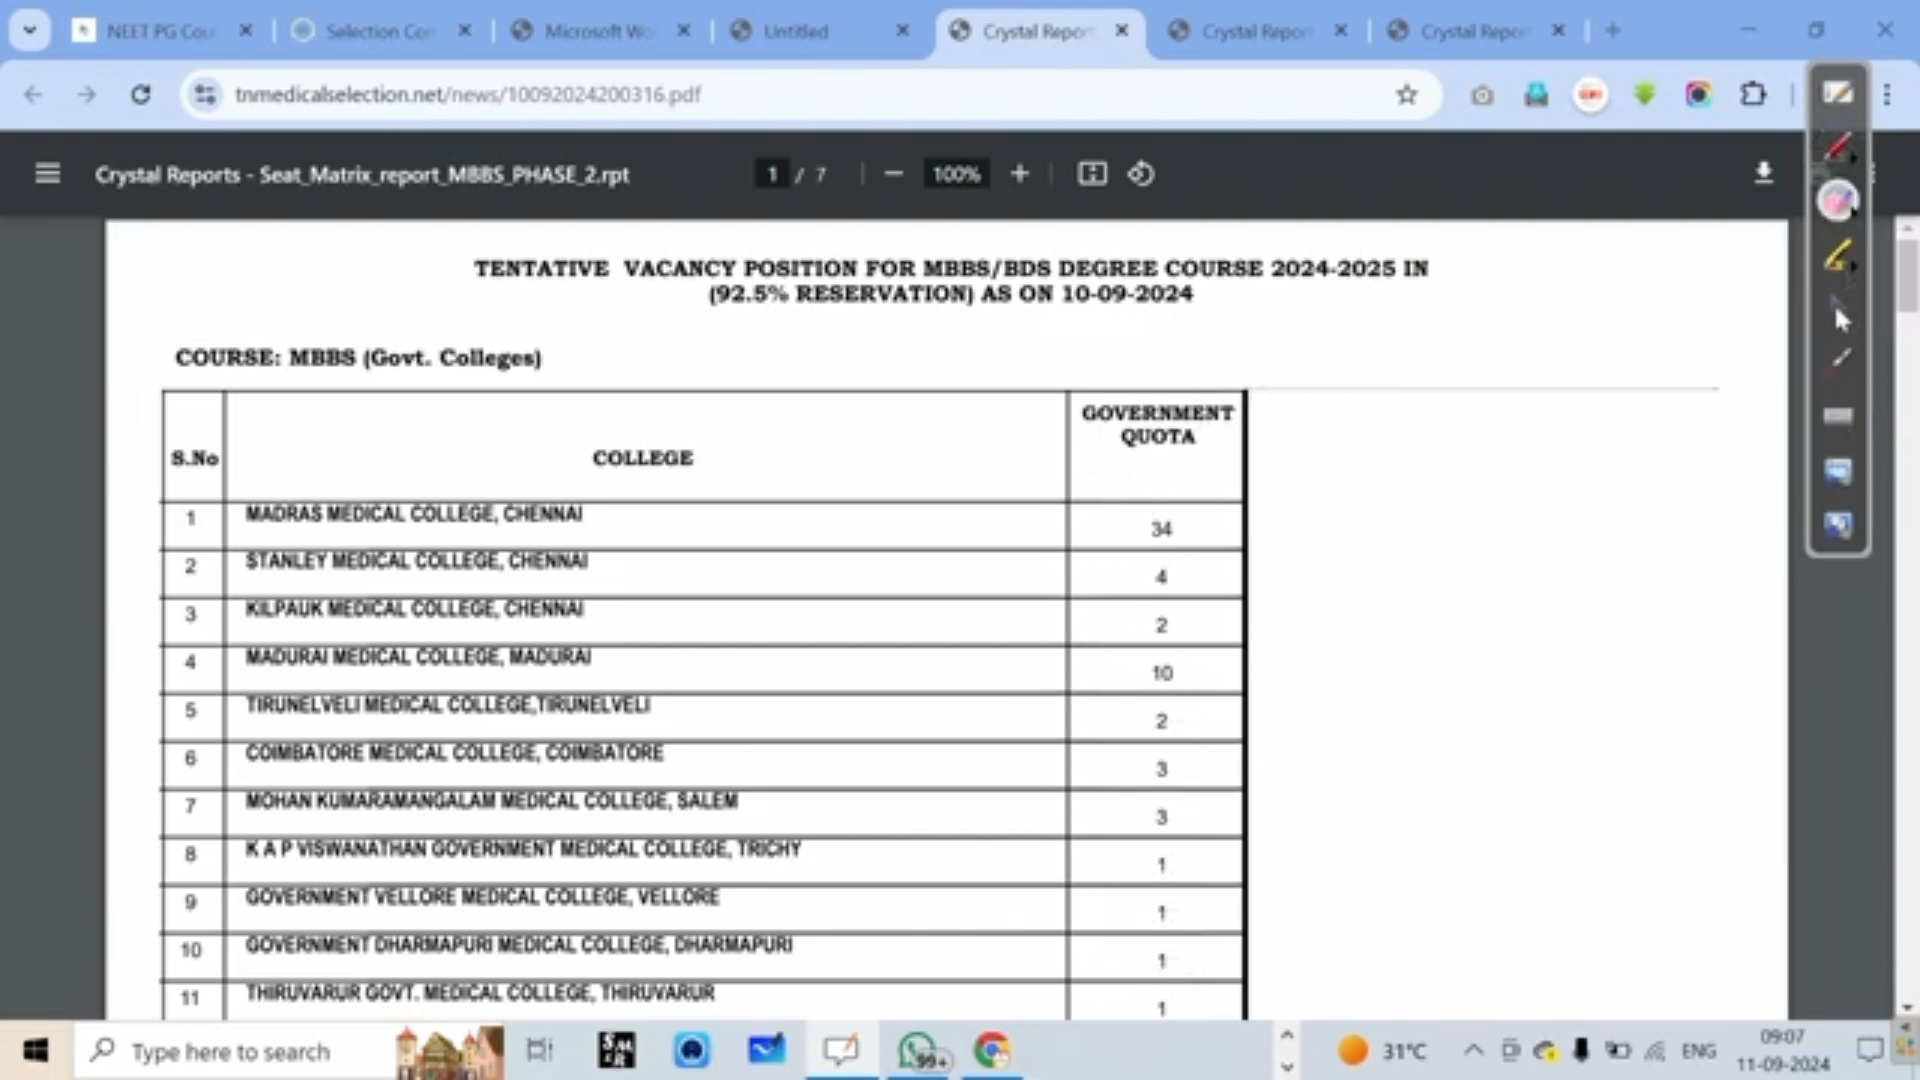 NEET PG Cou
Selection Con
Microsoft Wo
Untitled
Crystal Report
Crystal Report
Crystal Report
tnmedicalselection.net/news/10092024200316.pdf
Crystal Reports - Seat_Matrix_report_MBBS_PHASE_2.rpt
1 / 7
100%
TENTATIVE VACANCY POSITION FOR MBBS/BDS DEGREE COURSE 2024-2025 IN
(92.5% RESERVATION) AS ON 10-09-2024
COURSE: MBBS (Govt. Colleges)
S.No COLLEGE GOVERNMENT QUOTA
1 MADRAS MEDICAL COLLEGE, CHENNAI 34
2 STANLEY MEDICAL COLLEGE, CHENNAI 4
3 KILPAUK MEDICAL COLLEGE, CHENNAI 2
4 MADURAI MEDICAL COLLEGE, MADURAI 10
5 TIRUNELVELI MEDICAL COLLEGE,TIRUNELVELI 2
6 COIMBATORE MEDICAL COLLEGE, COIMBATORE 3
7 MOHAN KUMARAMANGALAM MEDICAL COLLEGE, SALEM 3
8 K A P VISWANATHAN GOVERNMENT MEDICAL COLLEGE, TRICHY 1
9 GOVERNMENT VELLORE MEDICAL COLLEGE, VELLORE 1
10 GOVERNMENT DHARMAPURI MEDICAL COLLEGE, DHARMAPURI 1
11 THIRUVARUR GOVT. MEDICAL COLLEGE, THIRUVARUR 1
Type here to search
99+
31°C
ENG
09:07
11-09-2024